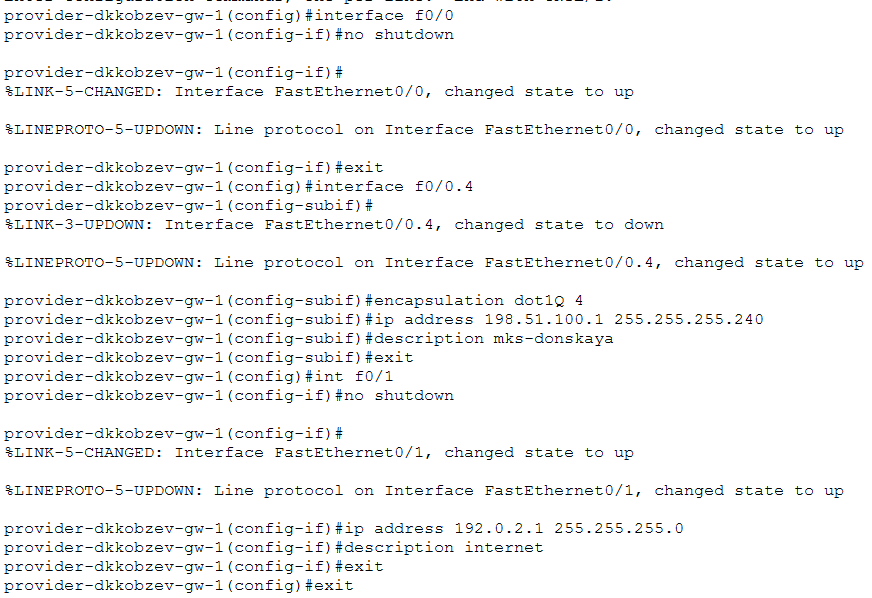 provider-dkkobzev-gw-1(config)#interface f0/0
provider-dkkobzev-gw-1(config-if)#no shutdown
provider-dkkobzev-gw-1(config-if)#
%LINK-5-CHANGED: Interface FastEthernet0/0, changed state to up
%LINEPROTO-5-UPDOWN: Line protocol on Interface FastEthernet0/0, changed state to up
provider-dkkobzev-gw-1(config-if)#exit
provider-dkkobzev-gw-1(config)#interface f0/0.4
provider-dkkobzev-gw-1(config-subif)#
%LINK-3-UPDOWN: Interface FastEthernet0/0.4, changed state to down
%LINEPROTO-5-UPDOWN: Line protocol on Interface FastEthernet0/0.4, changed state to up
provider-dkkobzev-gw-1(config-subif)#encapsulation dot1Q 4
provider-dkkobzev-gw-1(config-subif)#ip address 198.51.100.1 255.255.255.240
provider-dkkobzev-gw-1(config-subif)#description mks-donskaya
provider-dkkobzev-gw-1(config-subif)#exit
provider-dkkobzev-gw-1(config)#int f0/1
provider-dkkobzev-gw-1(config-if)#no shutdown
provider-dkkobzev-gw-1(config-if)#
%LINK-5-CHANGED: Interface FastEthernet0/1, changed state to up
%LINEPROTO-5-UPDOWN: Line protocol on Interface FastEthernet0/1, changed state to up
provider-dkkobzev-gw-1(config-if)#ip address 192.0.2.1 255.255.255.0
provider-dkkobzev-gw-1(config-if)#description internet
provider-dkkobzev-gw-1(config-if)#exit
provider-dkkobzev-gw-1(config)#exit